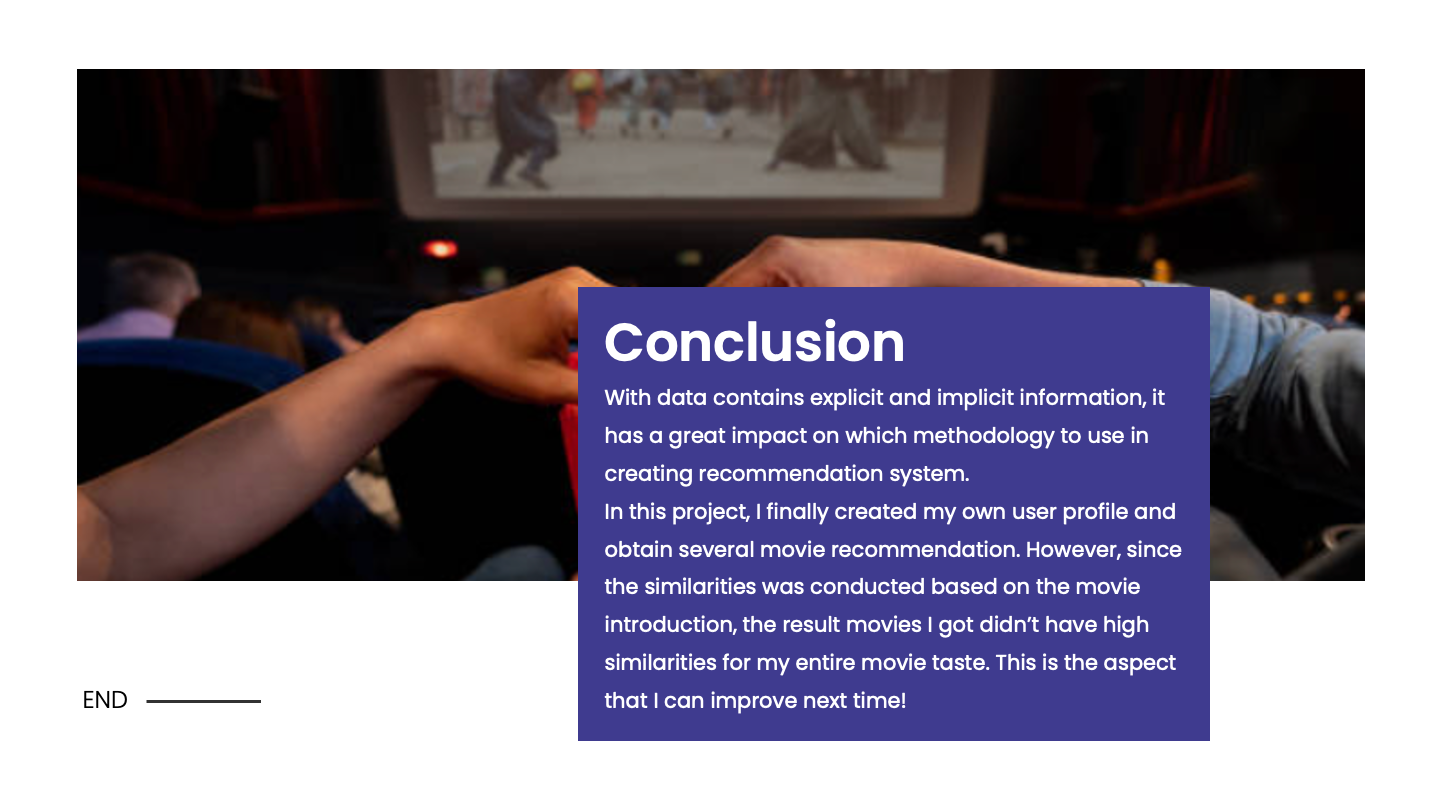 Conclusion
With data contains explicit and implicit information, it
has a great impact on which methodology to use in
creating recommendation system.
In this project, I finally created my own user profile and
obtain several movie recommendation. However, since
the similarities was conducted based on the movie
introduction, the result movies I got didn’t have high
similarities for my entire movie taste. This is the aspect
that I can improve next time!
END